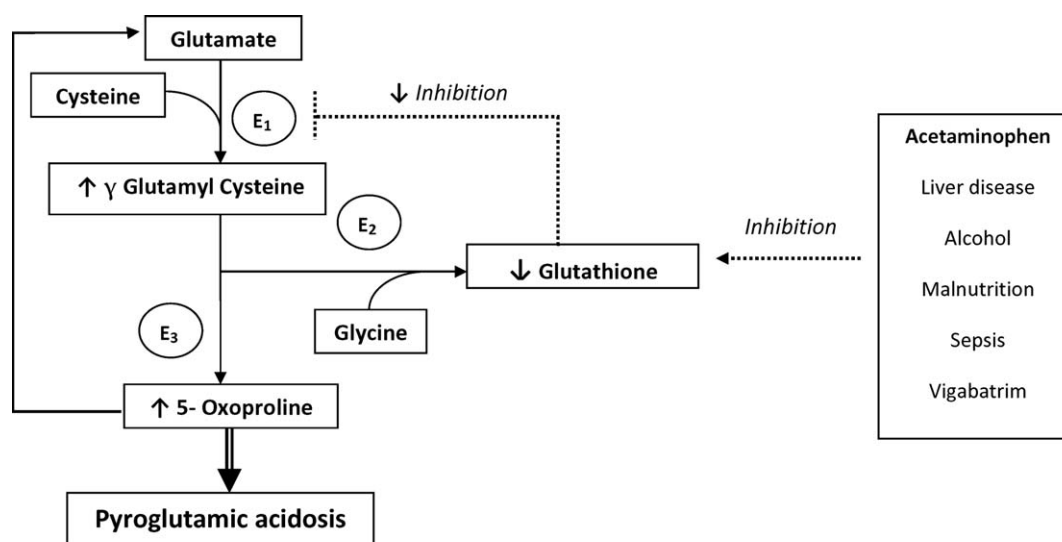 Glutamate
Cysteine
E1
↓ Inhibition
↑ γ Glutamyl Cysteine
E2
↓ Glutathione
Glycine
E3
↑ 5- Oxoproline
Pyroglutamic acidosis
Inhibition
Acetaminophen
Liver disease
Alcohol
Malnutrition
Sepsis
Vigabatrim